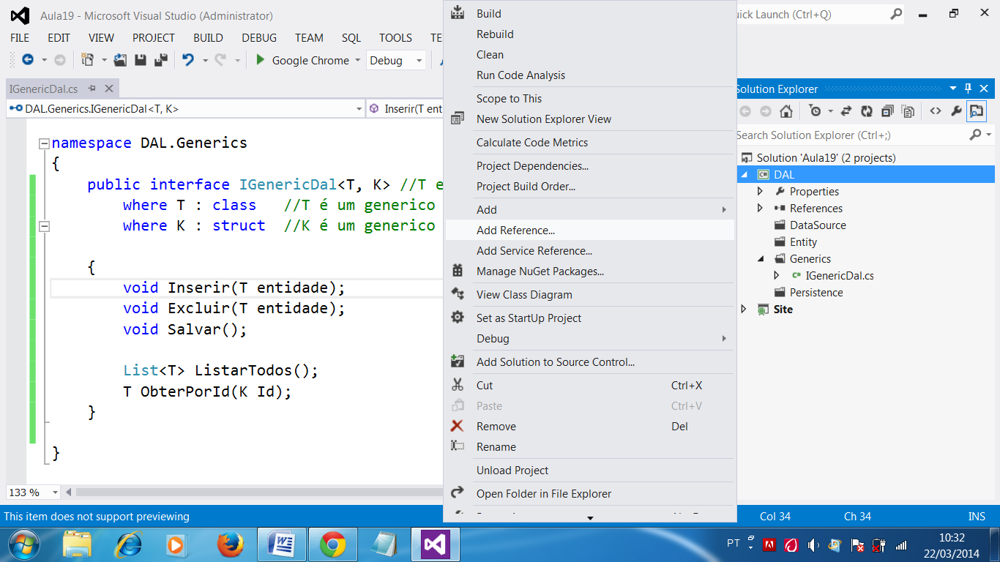 Aula19 - Microsoft Visual Studio (Administrator)
uick Launch (Ctrl+Q)
FILE EDIT VIEW PROJECT BUILD DEBUG TEAM SQL TOOLS TE
Google Chrome Debug
IGenericDal.cs
DAL.Generics.IGenericDal<T, K> Inserir(T ent
namespace DAL.Generics
{
public interface IGenericDal<T, K> //T e
where T : class //T é um generico
where K : struct //K é um generico
{
void Inserir(T entidade);
void Excluir(T entidade);
void Salvar();
List<T> ListarTodos();
T ObterPorId(K Id);
}
}
133 %
Build
Rebuild
Clean
Run Code Analysis
Scope to This
New Solution Explorer View
Calculate Code Metrics
Project Dependencies...
Project Build Order...
Add
Add Reference...
Add Service Reference...
Manage NuGet Packages...
View Class Diagram
Set as StartUp Project
Debug
Add Solution to Source Control...
Cut Ctrl+X
Paste Ctrl+V
Remove Del
Rename
Unload Project
Open Folder in File Explorer
Solution Explorer
Search Solution Explorer (Ctrl+;)
Solution 'Aula19' (2 projects)
DAL
Properties
References
DataSource
Entity
Generics
IGenericDal.cs
Persistence
Site
This item does not support previewing
Col 34 Ch 34 INS
PT
10:32
22/03/2014